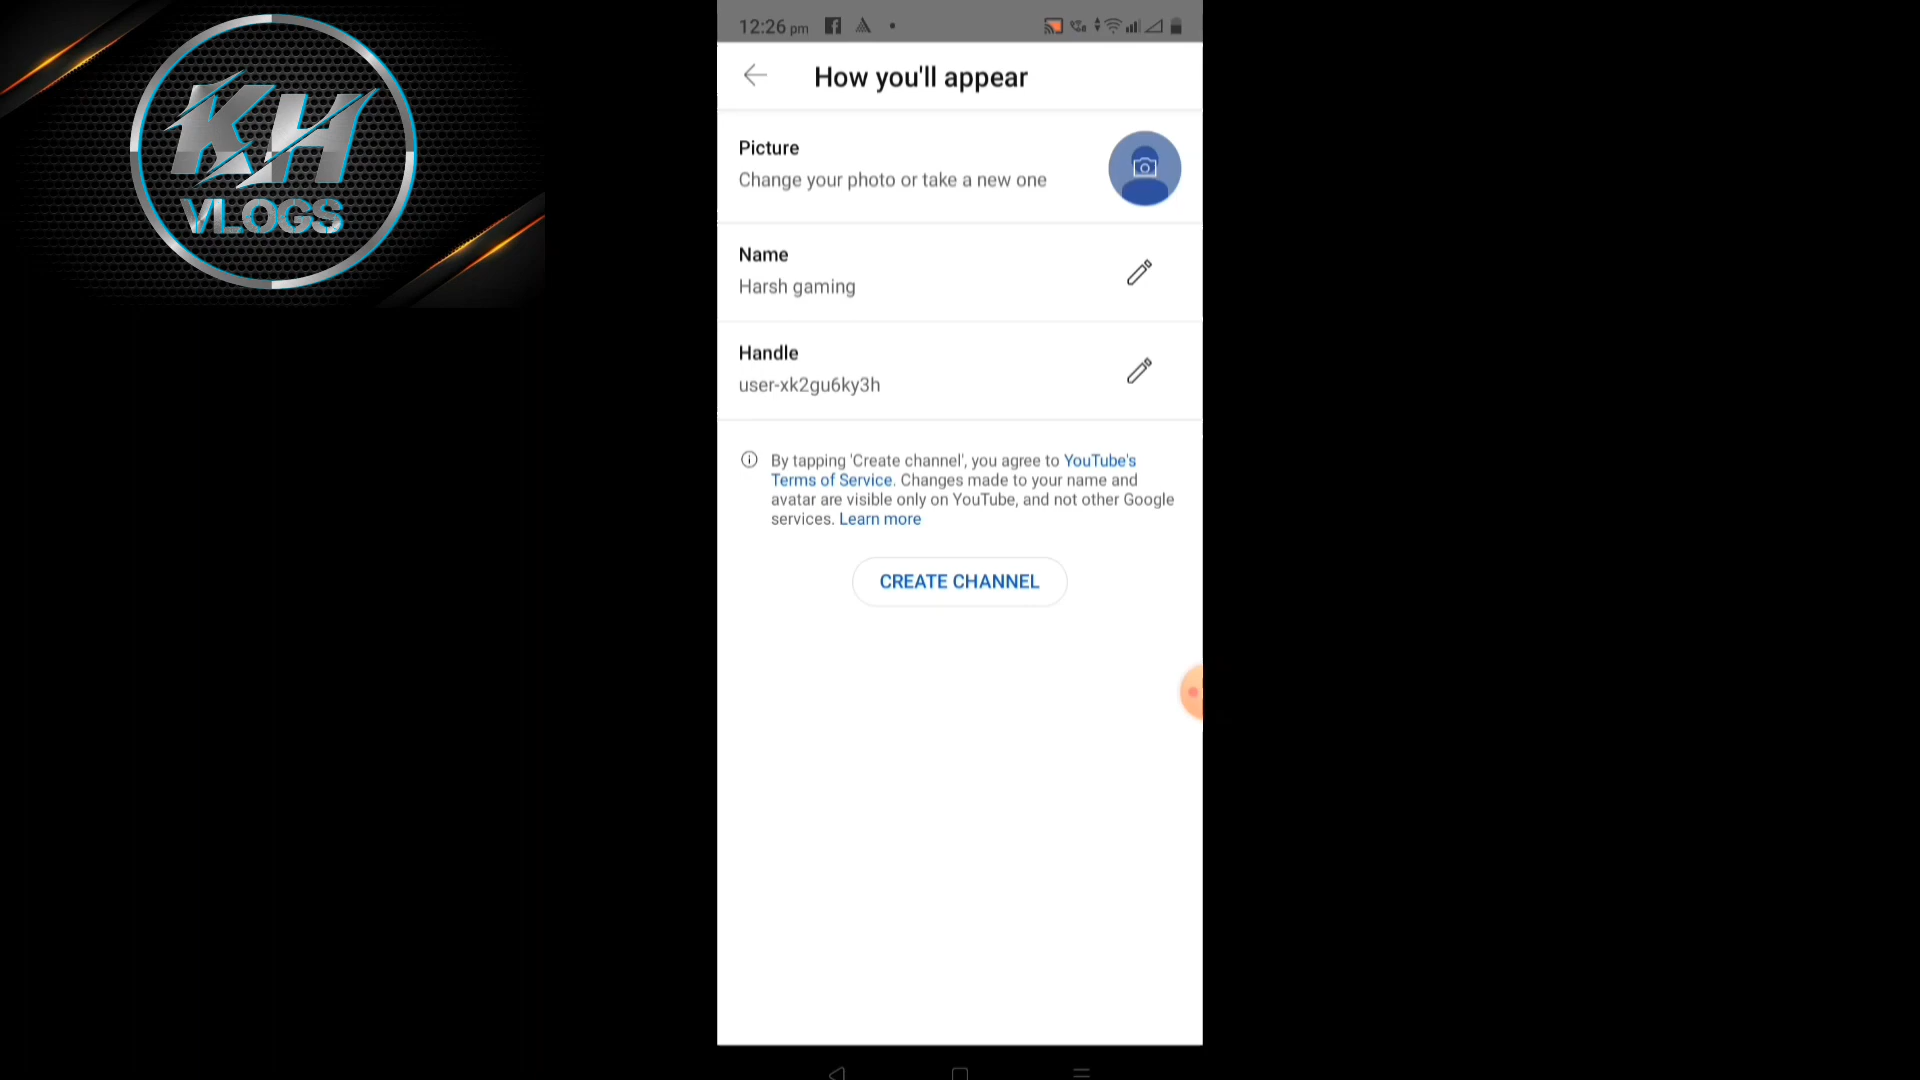 KH
VLOGS
12:26 pm
How you'll appear
Picture
Change your photo or take a new one
Name
Harsh gaming
Handle
user-xk2gu6ky3h
By tapping 'Create channel', you agree to YouTube's
Terms of Service. Changes made to your name and
avatar are visible only on YouTube, and not other Google
services. Learn more
CREATE CHANNEL